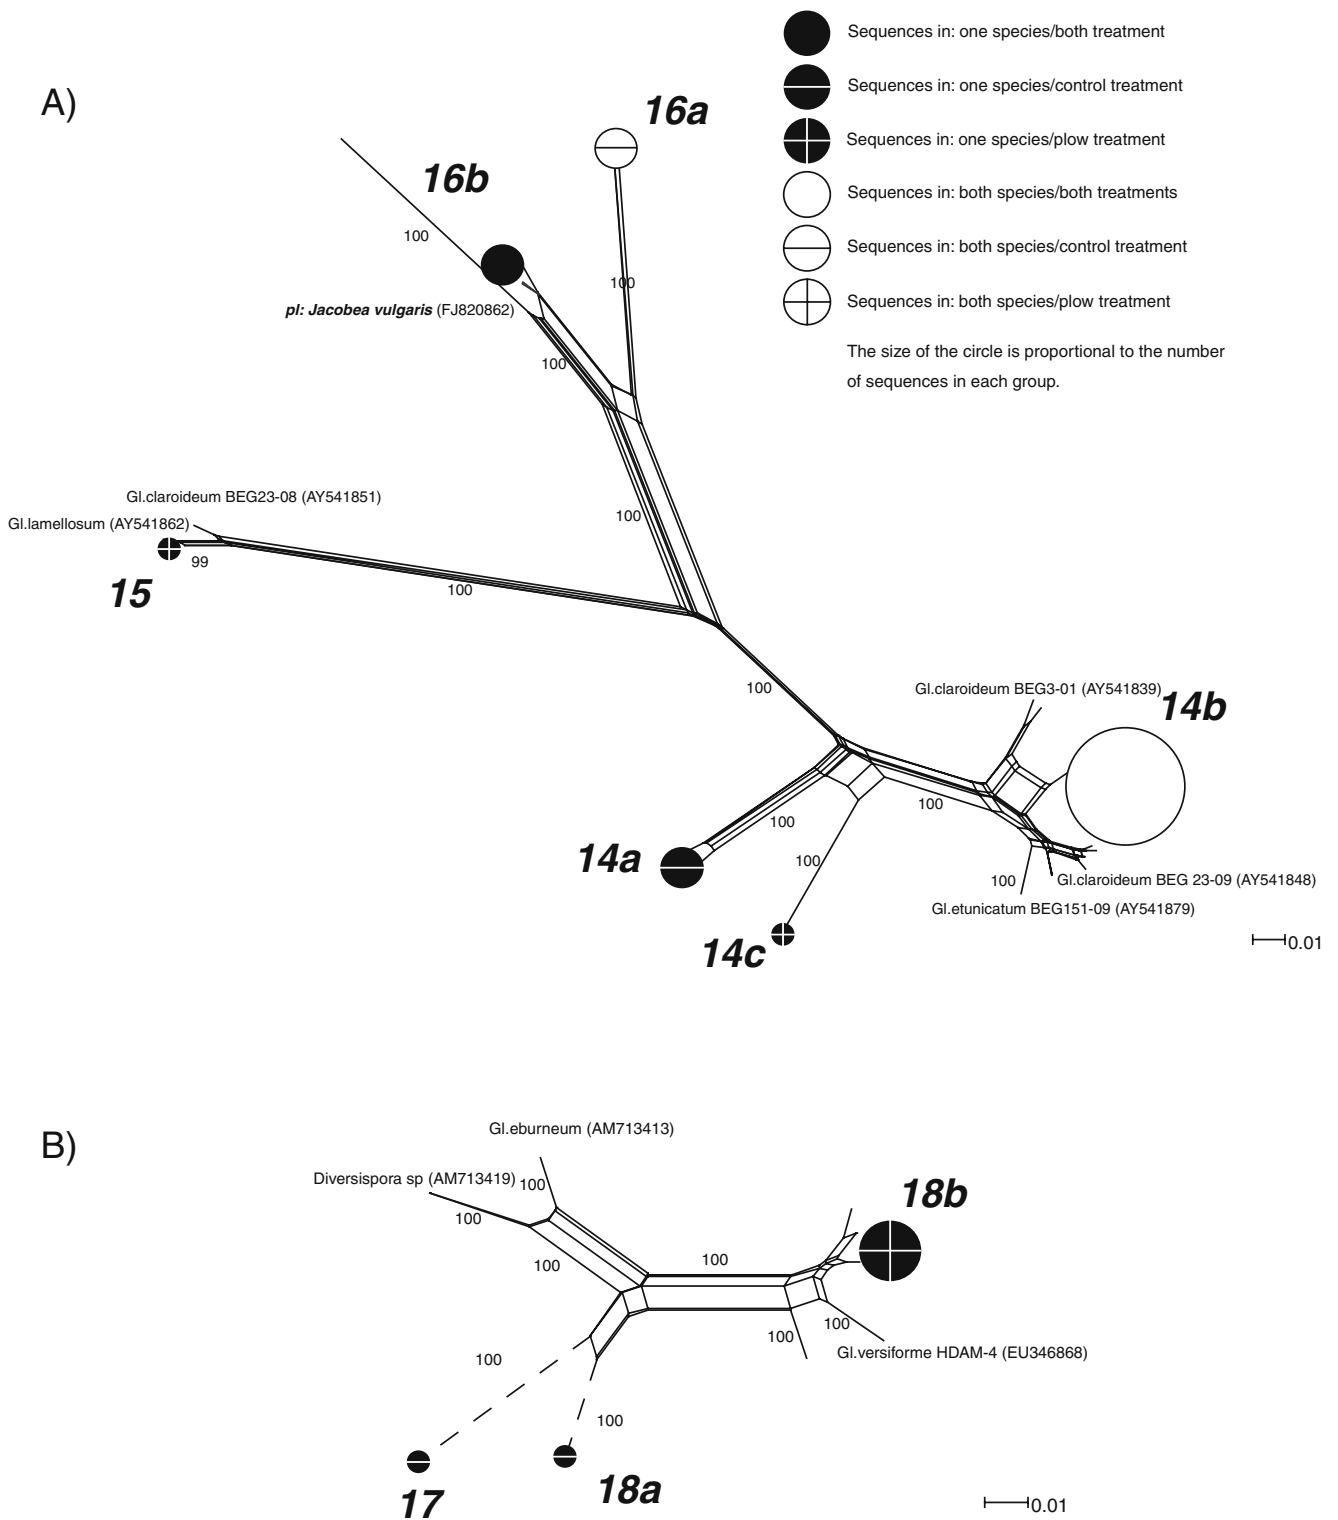 Sequences in: one species/both treatment
Sequences in: one species/control treatment
Sequences in: one species/plow treatment
Sequences in: both species/both treatments
Sequences in: both species/control treatment
Sequences in: both species/plow treatment
The size of the circle is proportional to the number
of sequences in each group.
A)
16a
16b
100
100
pl: Jacobea vulgaris (FJ820862)
100
Gl.claroideum BEG23-08 (AY541851)
Gl.lamellosum (AY541862)
99
15
100
100
100
Gl.claroideum BEG3-01 (AY541839)
14b
100
100
14a
100
14c
100
Gl.claroideum BEG 23-09 (AY541848)
Gl.etunicatum BEG151-09 (AY541879)
0.01
B)
Gl.eburneum (AM713413)
Diversispora sp (AM713419)
100
100
100
100
18b
100
100
Gl.versiforme HDAM-4 (EU346868)
100
100
17
18a
0.01